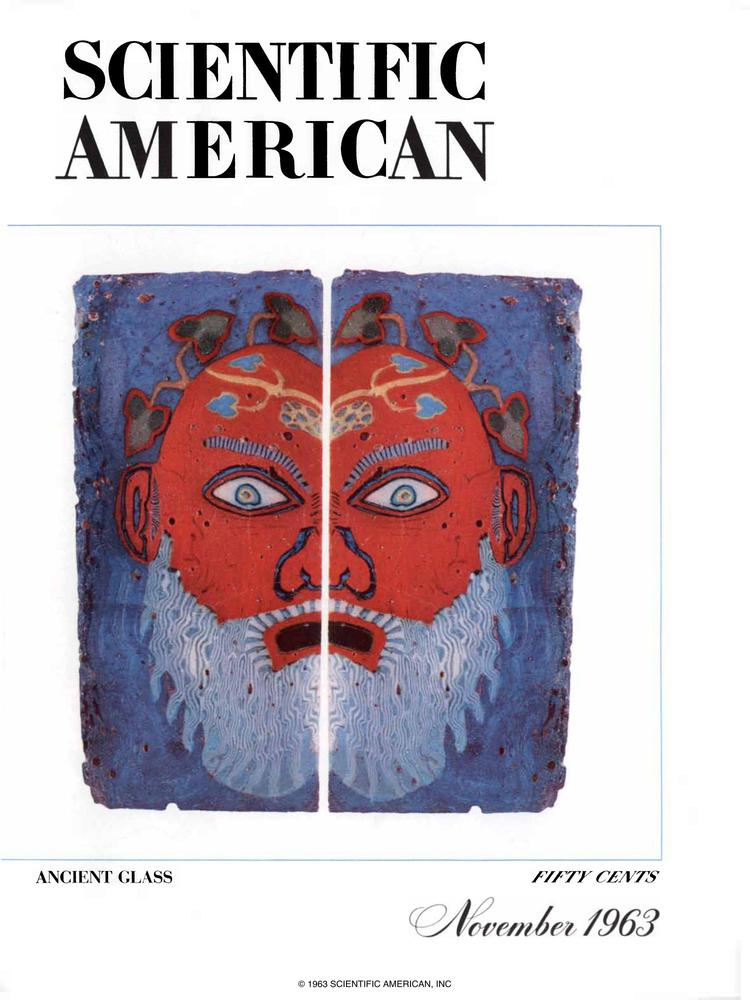 SCIENTIFIC
AMERICAN
ANCIENT GLASS
FIFTY CENTS
November 1963
© 1963 SCIENTIFIC AMERICAN, INC